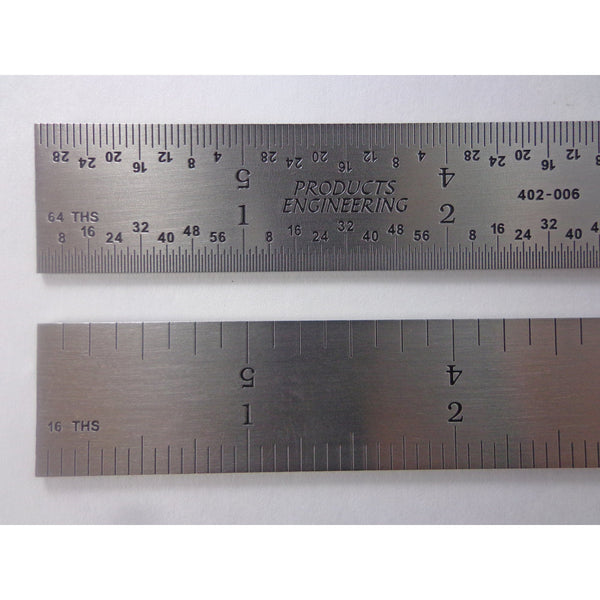 28 24 20 16 12 8 4 28 24 20 16 12 8 4 28 24 20 16 12
5 4
PRODUCTS
ENGINEERING
402-006
64 THS
1 2
8 16 24 32 40 48 56 8 16 24 32 40 48 56 8 16 24 32 40
5 4
16 THS
1 2